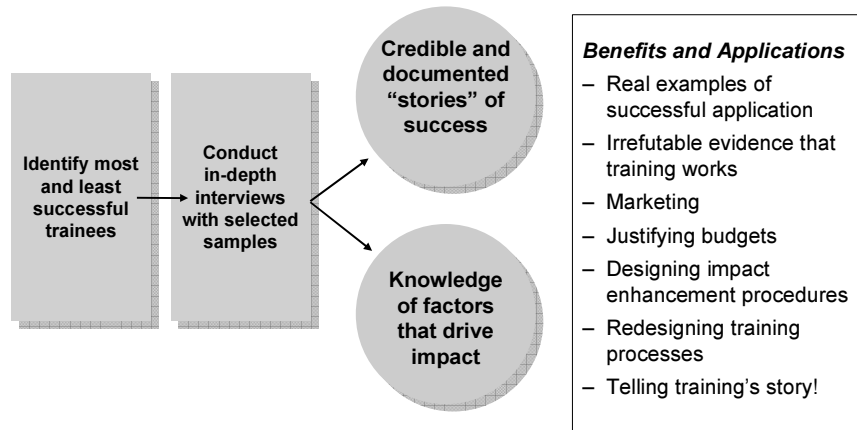 Identify most
and least
successful
trainees
Conduct
in-depth
interviews
with selected
samples
Credible and
documented
“stories” of
success
Knowledge
of factors
that drive
impact
Benefits and Applications
– Real examples of
successful application
– Irrefutable evidence that
training works
– Marketing
– Justifying budgets
– Designing impact
enhancement procedures
– Redesigning training
processes
– Telling training’s story!